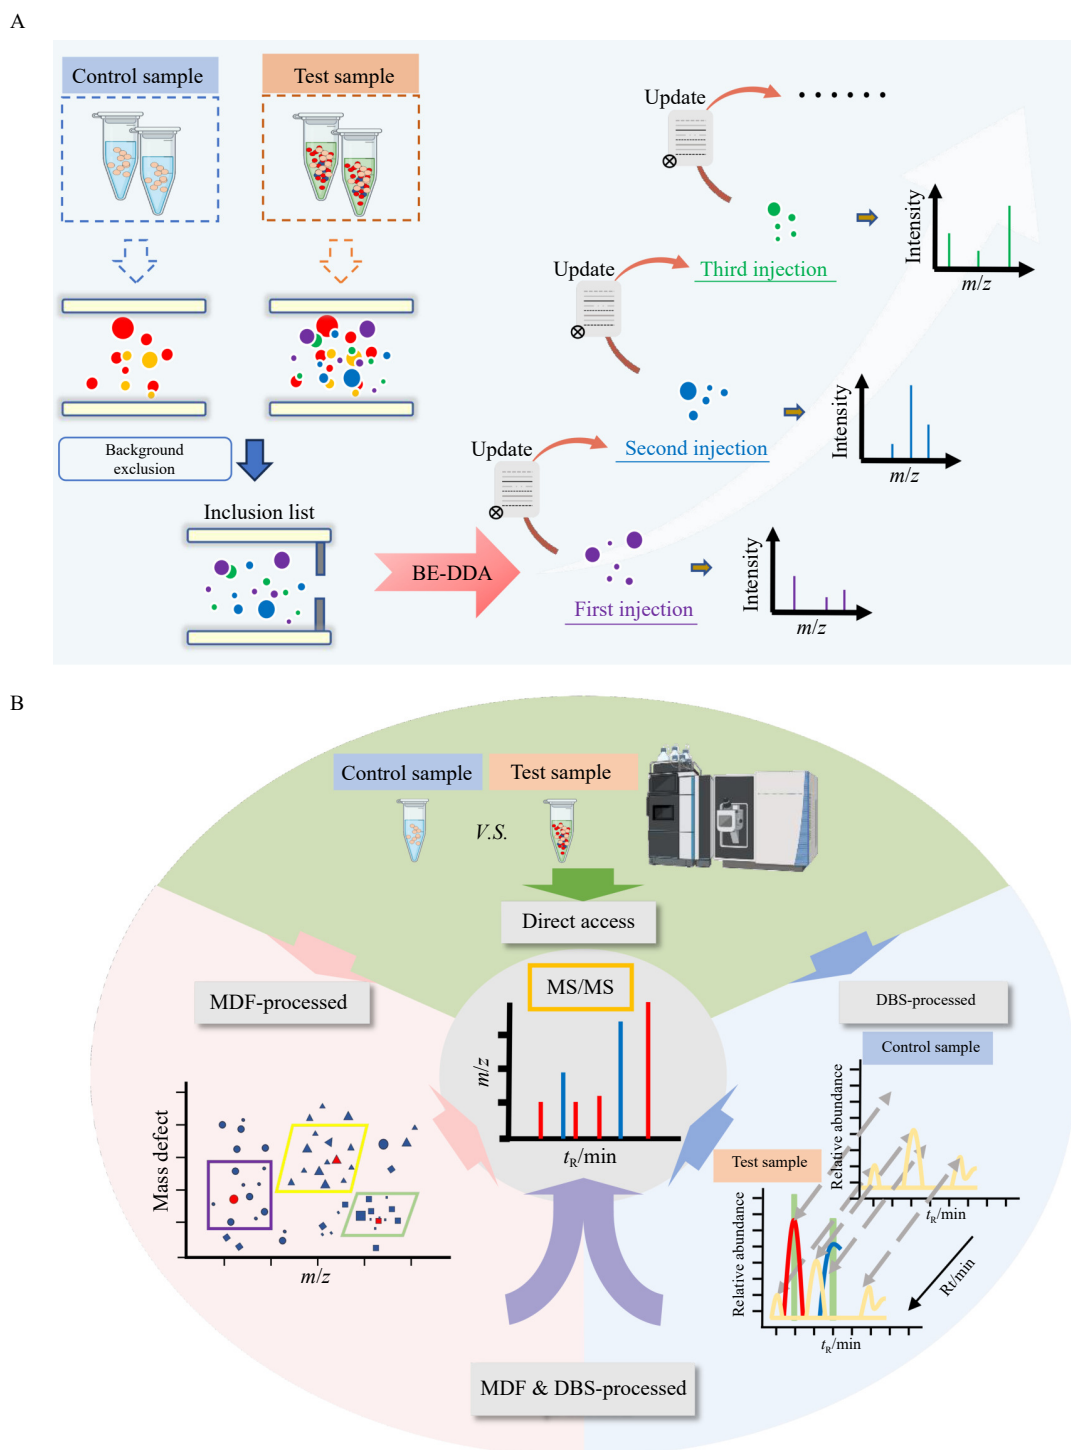 A
Control sample
Test sample
Update
Intensity
m/z
Third injection
Update
Intensity
m/z
Second injection
Update
Background
exclusion
Inclusion list
BE-DDA
First injection
Intensity
m/z
B
Control sample
Test sample
V.S.
Direct access
MS/MS
m/z
tR/min
MDF-processed
Mass defect
m/z
DBS-processed
Control sample
Relative abundance
tR/min
Test sample
Relative abundance
tR/min
Rt/min
MDF & DBS-processed